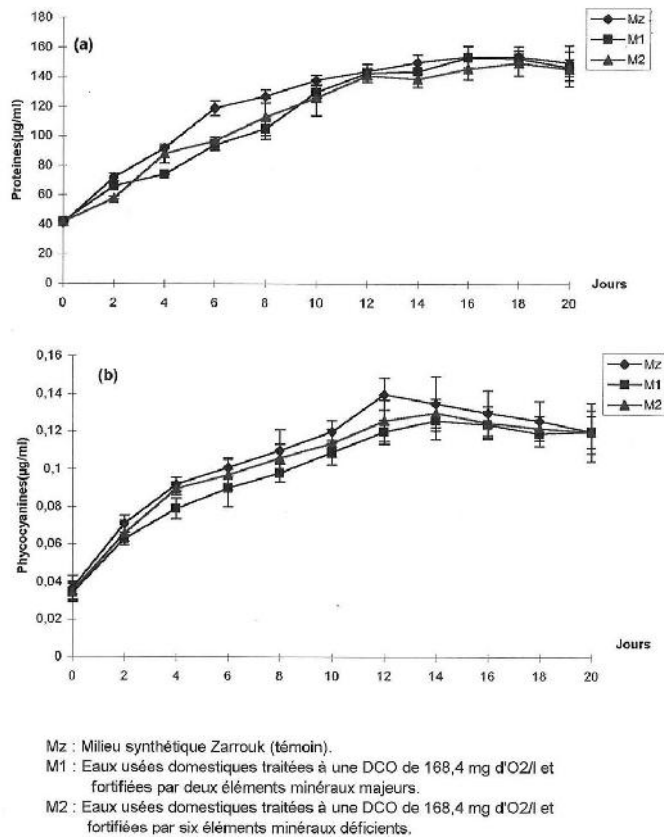 (a)
Mz
M1
M2
Proteines(µg/ml)
180
160
140
120
100
80
60
40
20
0
0 2 4 6 8 10 12 14 16 18 20
Jours
(b)
Mz
M1
M2
Phycocyanines(µg/ml)
0,16
0,14
0,12
0,1
0,08
0,06
0,04
0,02
0
0 2 4 6 8 10 12 14 16 18 20
Jours
Mz : Milieu synthétique Zarrouk (témoin).
M1 : Eaux usées domestiques traitées à une DCO de 168,4 mg d'O2/l et
fortifiées par deux éléments minéraux majeurs.
M2 : Eaux usées domestiques traitées à une DCO de 168,4 mg d'O2/l et
fortifiées par six éléments minéraux déficients.